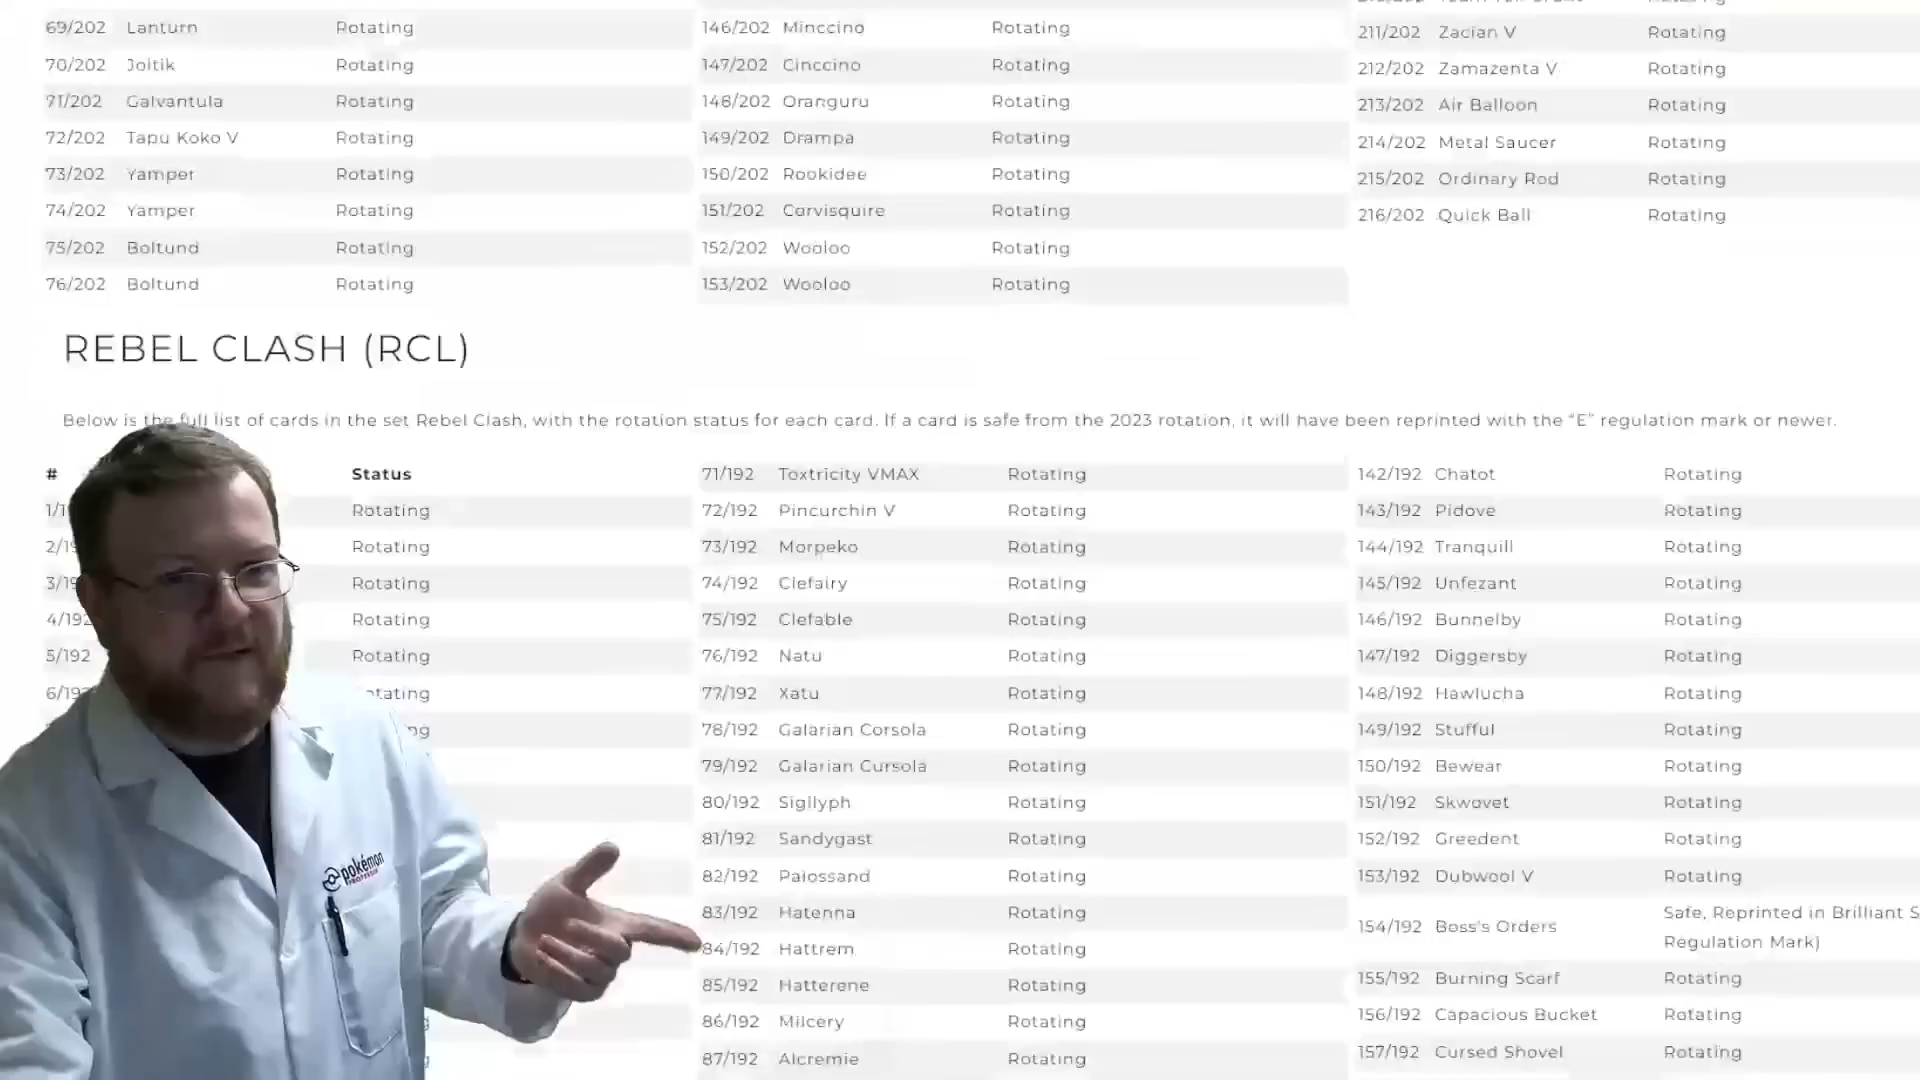 69/202 Lanturn Rotating
70/202 Joltik Rotating
71/202 Galvantula Rotating
72/202 Tapu Koko V Rotating
73/202 Yamper Rotating
74/202 Yamper Rotating
75/202 Boltund Rotating
76/202 Boltund Rotating
146/202 Minccino Rotating
147/202 Cinccino Rotating
148/202 Oranguru Rotating
149/202 Drampa Rotating
150/202 Rookidee Rotating
151/202 Corvisquire Rotating
152/202 Wooloo Rotating
153/202 Wooloo Rotating
211/202 Zacian V Rotating
212/202 Zamazenta V Rotating
213/202 Air Balloon Rotating
214/202 Metal Saucer Rotating
215/202 Ordinary Rod Rotating
216/202 Quick Ball Rotating
REBEL CLASH (RCL)
Below is the full list of cards in the set Rebel Clash, with the rotation status for each card. If a card is safe from the 2023 rotation, it will have been reprinted with the “E” regulation mark or newer.
# Status
Rotating
Rotating
Rotating
4/192 Rotating
5/192 Rotating
71/192 Toxtricity VMAX Rotating
72/192 Pincurchin V Rotating
73/192 Morpeko Rotating
74/192 Clefairy Rotating
75/192 Clefable Rotating
76/192 Natu Rotating
77/192 Xatu Rotating
78/192 Galarian Corsola Rotating
79/192 Galarian Cursola Rotating
80/192 Sigilyph Rotating
81/192 Sandygast Rotating
82/192 Palossand Rotating
83/192 Hatenna Rotating
84/192 Hattrem Rotating
85/192 Hatterene Rotating
86/192 Milcery Rotating
87/192 Alcremie Rotating
142/192 Chatot Rotating
143/192 Pidove Rotating
144/192 Tranquill Rotating
145/192 Unfezant Rotating
146/192 Bunnelby Rotating
147/192 Diggersby Rotating
148/192 Hawlucha Rotating
149/192 Stufful Rotating
150/192 Bewear Rotating
151/192 Skwovet Rotating
152/192 Greedent Rotating
153/192 Dubwool V Rotating
154/192 Boss's Orders Safe, Reprinted in Brilliant S
Regulation Mark)
155/192 Burning Scarf Rotating
156/192 Capacious Bucket Rotating
157/192 Cursed Shovel Rotating
pokémon
PROFESSOR